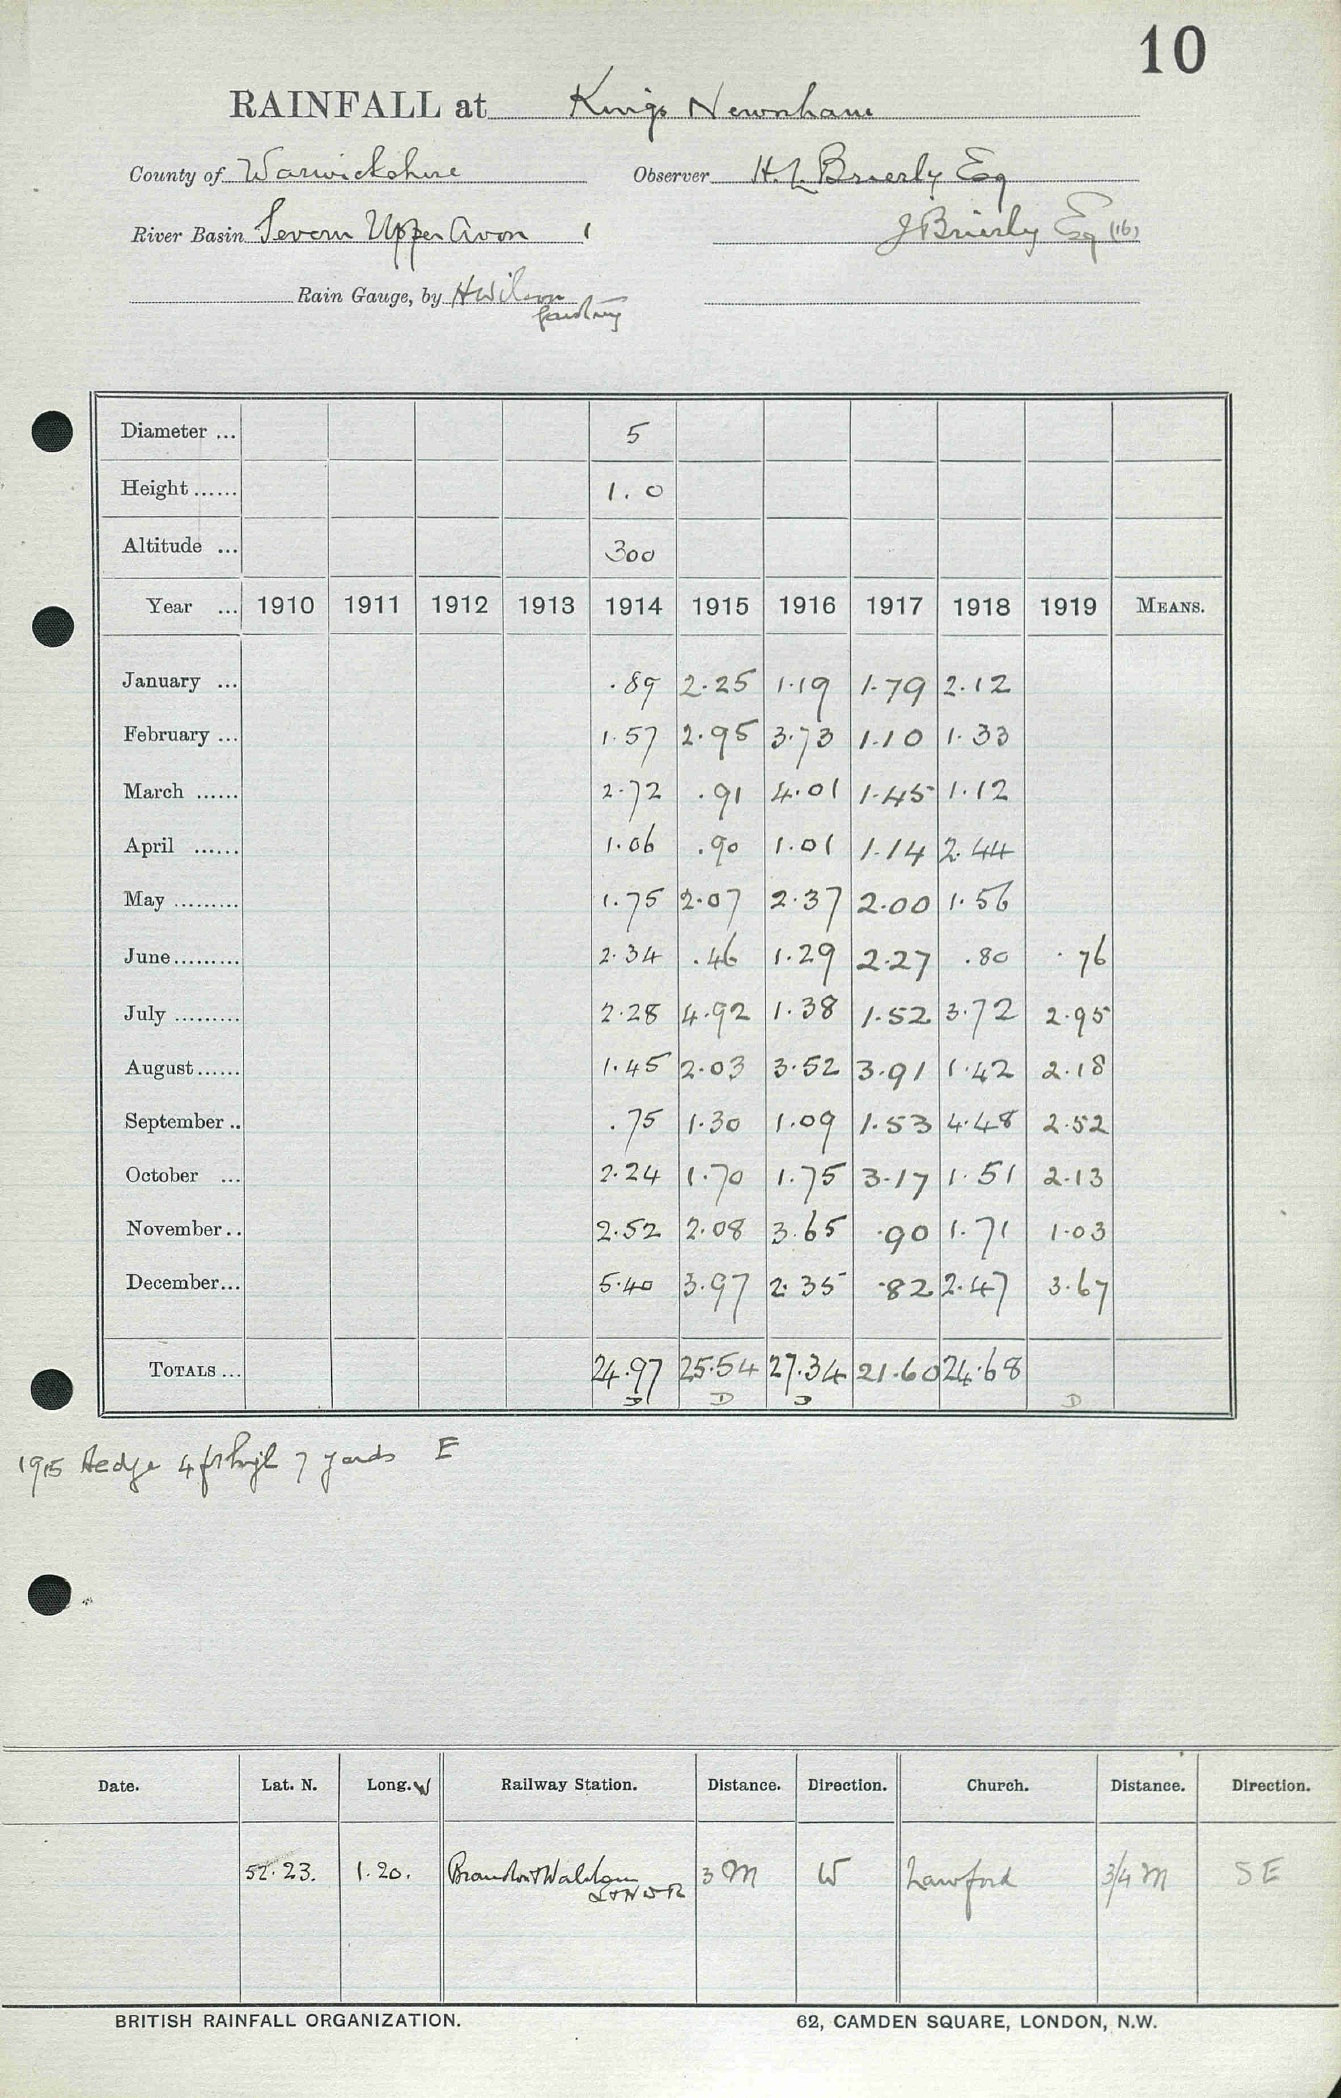 10
RAINFALL at Kings Newnham
County of Warwickshire Observer H. L. Brierly Esq
River Basin Severn Upper Avon 1 J Brierly Esq (16)
Rain Gauge, by H Wilson
Diameter ... 5
Height ...... 1.0
Altitude ... 300
Year ... 1910 1911 1912 1913 1914 1915 1916 1917 1918 1919 MEANS.
January ... .89 2.25 1.19 1.79 2.12
February ... 1.57 2.95 3.73 1.10 1.33
March ...... 2.72 .91 4.01 1.45 1.12
April ...... 1.06 .90 1.01 1.14 2.44
May ......... 1.75 2.07 2.37 2.00 1.56
June ......... 2.34 .46 1.29 2.27 .80 .76
July ......... 2.28 4.92 1.38 1.52 3.72 2.95
August ...... 1.45 2.03 3.52 3.91 1.42 2.18
September .. .75 1.30 1.09 1.53 4.48 2.52
October ... 2.24 1.70 1.75 3.17 1.51 2.13
November .. 2.52 2.08 3.65 .90 1.71 1.03
December ... 5.40 3.97 2.35 .82 2.47 3.67
TOTALS ... 24.97 25.54 27.34 21.60 24.68
D D D D
1915 Hedge 4 ft high 7 yards E
Date. Lat. N. Long. W Railway Station. Distance. Direction. Church. Distance. Direction.
52.23. 1.20. Brandon & Wolston 3 M W Lawford 3/4 M SE
L & N W R
BRITISH RAINFALL ORGANIZATION. 62, CAMDEN SQUARE, LONDON, N.W.